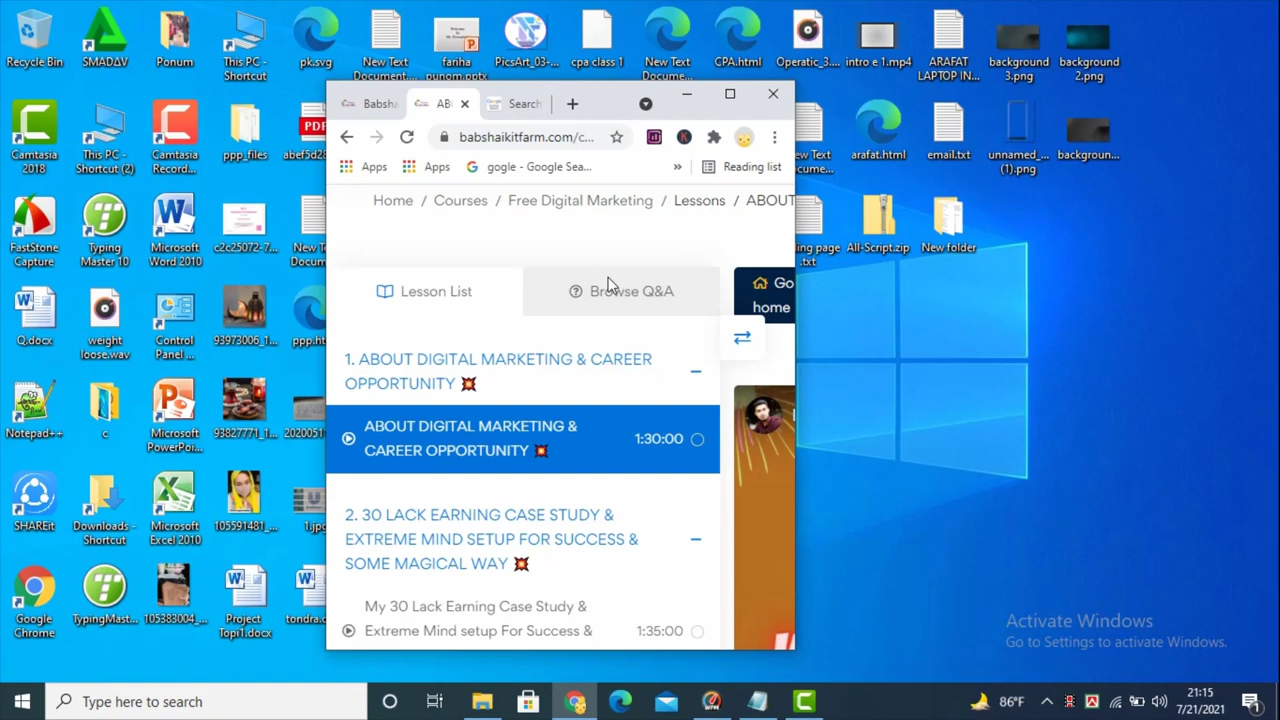 Recycle Bin
SMADΔV
Ponum
This PC -
Shortcut
pk.svg
New Text
Document....
fariha
punom.pptx
PicsArt_03-...
cpa class 1
New Text
Docume...
CPA.html
Operatic_3....
intro e 1.mp4
ARAFAT
LAPTOP IN...
background
3.png
background
2.png
Babsha
AB
Search
babshaikitfarm.com/c...
Apps
Apps
gogle - Google Sea...
»
Reading list
Camtasia
2018
This PC -
Shortcut (2)
Camtasia
Record...
ppp_files
PDF
abef5d28
arafat.html
email.txt
unnamed_...
(1).png
backgroun...
Home / Courses / Free Digital Marketing / Lessons / ABOUT
FastStone
Capture
Typing
Master 10
Microsoft
Word 2010
c2c25072-7...
All-Script.zip
New folder
Lesson List
Browse Q&A
Go
home
Q.docx
weight
loose.wav
Control
Panel ...
93973006_1...
ppp.ht
1. ABOUT DIGITAL MARKETING & CAREER
OPPORTUNITY
ABOUT DIGITAL MARKETING &
CAREER OPPORTUNITY
1:30:00
Notepad++
c
Microsoft
PowerPoi...
93827771_1...
2020051
2. 30 LACK EARNING CASE STUDY &
EXTREME MIND SETUP FOR SUCCESS &
SOME MAGICAL WAY
SHAREit
Downloads -
Shortcut
Microsoft
Excel 2010
105591481_...
1.jpg
My 30 Lack Earning Case Study &
Extreme Mind setup For Success &
1:35:00
Google
Chrome
TypingMast...
105383004_...
Project
Topi1.docx
tondra.d
Activate Windows
Go to Settings to activate Windows.
Type here to search
86°F
21:15
7/21/2021
1